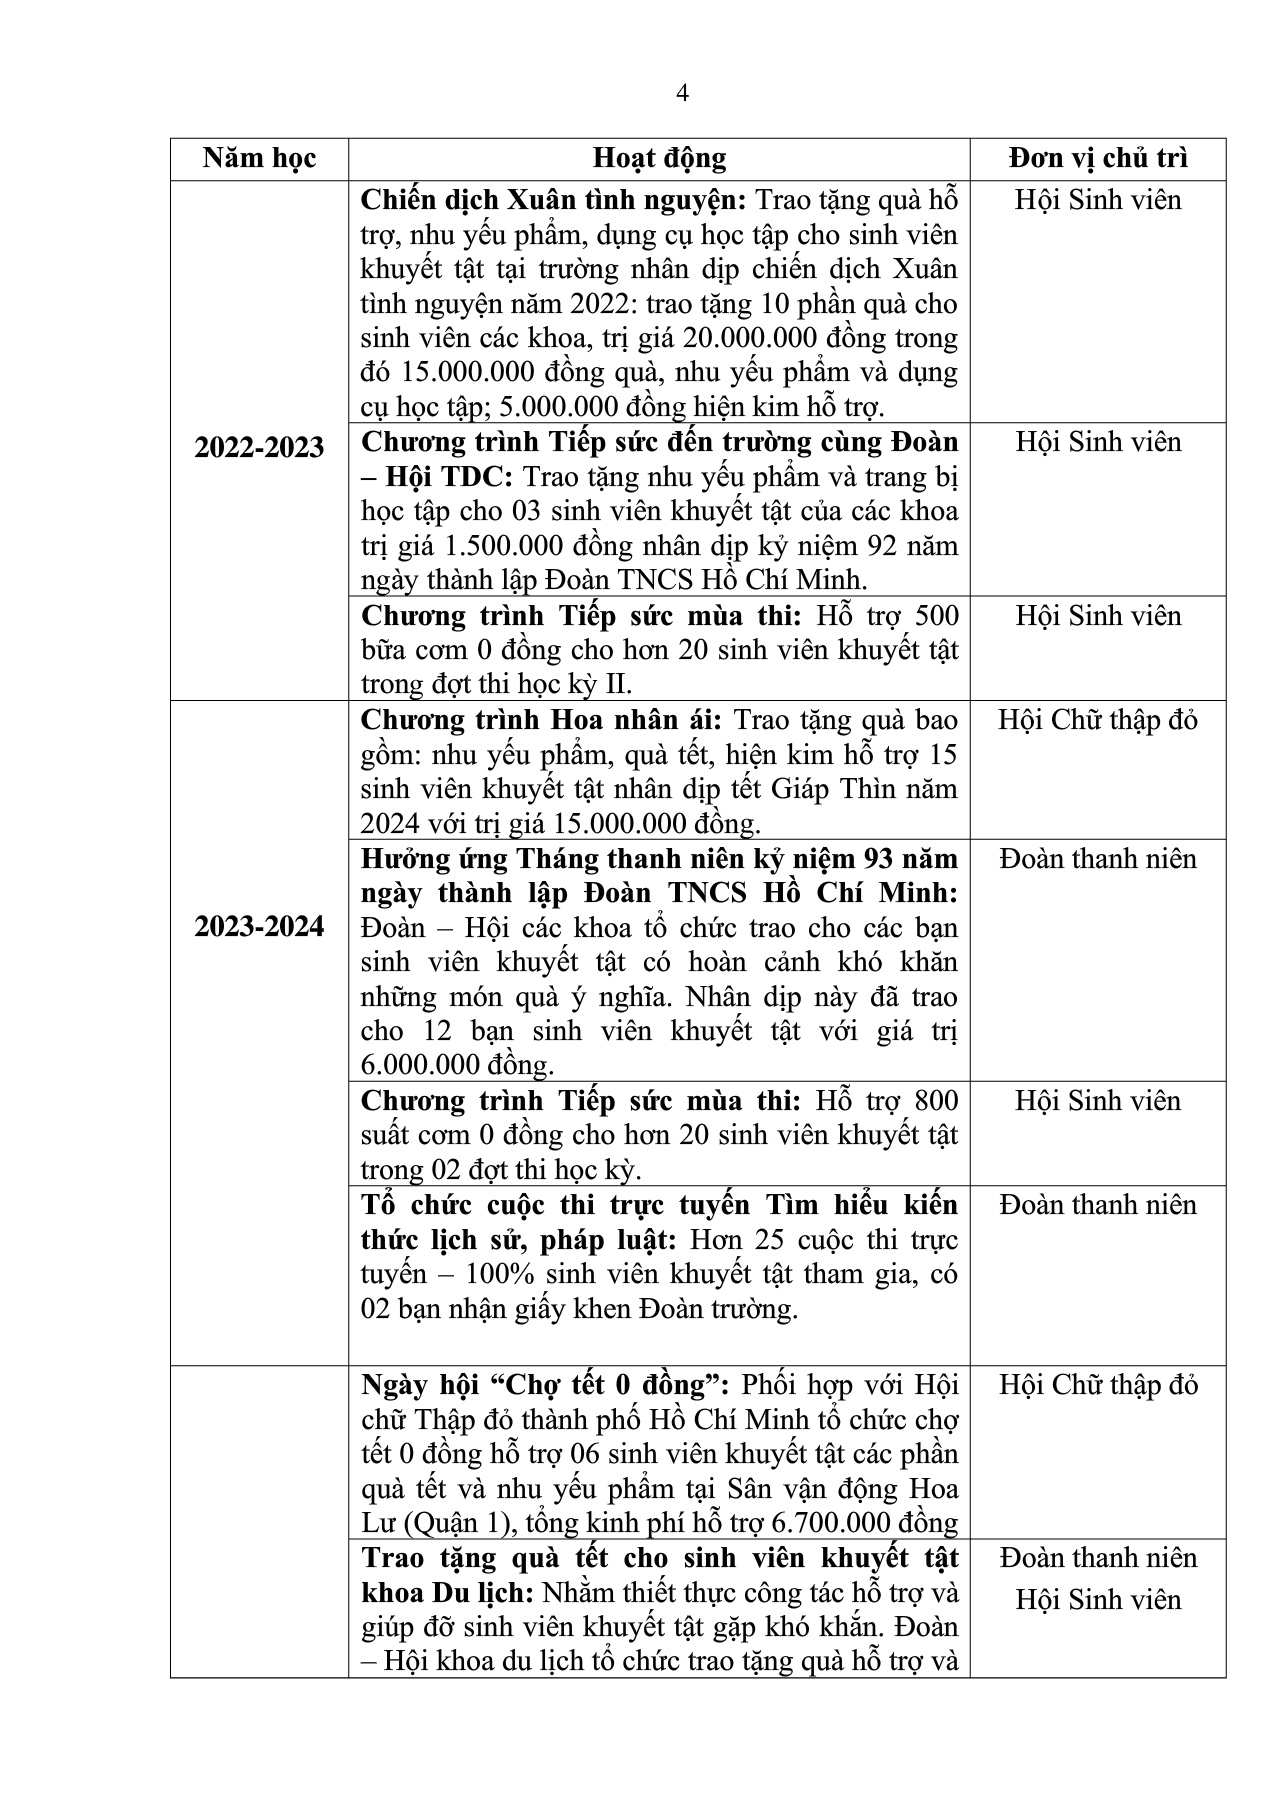 4
Năm học Hoạt động Đơn vị chủ trì
Chiến dịch Xuân tình nguyện: Trao tặng quà hỗ Hội Sinh viên
trợ, nhu yếu phẩm, dụng cụ học tập cho sinh viên
khuyết tật tại trường nhân dịp chiến dịch Xuân
tình nguyện năm 2022: trao tặng 10 phần quà cho
sinh viên các khoa, trị giá 20.000.000 đồng trong
đó 15.000.000 đồng quà, nhu yếu phẩm và dụng
cụ học tập; 5.000.000 đồng hiện kim hỗ trợ.
2022-2023
Chương trình Tiếp sức đến trường cùng Đoàn Hội Sinh viên
– Hội TDC: Trao tặng nhu yếu phẩm và trang bị
học tập cho 03 sinh viên khuyết tật của các khoa
trị giá 1.500.000 đồng nhân dịp kỷ niệm 92 năm
ngày thành lập Đoàn TNCS Hồ Chí Minh.
Chương trình Tiếp sức mùa thi: Hỗ trợ 500 Hội Sinh viên
bữa cơm 0 đồng cho hơn 20 sinh viên khuyết tật
trong đợt thi học kỳ II.
Chương trình Hoa nhân ái: Trao tặng quà bao Hội Chữ thập đỏ
gồm: nhu yếu phẩm, quà tết, hiện kim hỗ trợ 15
sinh viên khuyết tật nhân dịp tết Giáp Thìn năm
2024 với trị giá 15.000.000 đồng.
Hưởng ứng Tháng thanh niên kỷ niệm 93 năm Đoàn thanh niên
ngày thành lập Đoàn TNCS Hồ Chí Minh:
2023-2024 Đoàn – Hội các khoa tổ chức trao cho các bạn
sinh viên khuyết tật có hoàn cảnh khó khăn
những món quà ý nghĩa. Nhân dịp này đã trao
cho 12 bạn sinh viên khuyết tật với giá trị
6.000.000 đồng.
Chương trình Tiếp sức mùa thi: Hỗ trợ 800 Hội Sinh viên
suất cơm 0 đồng cho hơn 20 sinh viên khuyết tật
trong 02 đợt thi học kỳ.
Tổ chức cuộc thi trực tuyến Tìm hiểu kiến Đoàn thanh niên
thức lịch sử, pháp luật: Hơn 25 cuộc thi trực
tuyến – 100% sinh viên khuyết tật tham gia, có
02 bạn nhận giấy khen Đoàn trường.
Ngày hội “Chợ tết 0 đồng”: Phối hợp với Hội Hội Chữ thập đỏ
chữ Thập đỏ thành phố Hồ Chí Minh tổ chức chợ
tết 0 đồng hỗ trợ 06 sinh viên khuyết tật các phần
quà tết và nhu yếu phẩm tại Sân vận động Hoa
Lư (Quận 1), tổng kinh phí hỗ trợ 6.700.000 đồng
Trao tặng quà tết cho sinh viên khuyết tật Đoàn thanh niên
khoa Du lịch: Nhằm thiết thực công tác hỗ trợ và Hội Sinh viên
giúp đỡ sinh viên khuyết tật gặp khó khắn. Đoàn
– Hội khoa du lịch tổ chức trao tặng quà hỗ trợ và